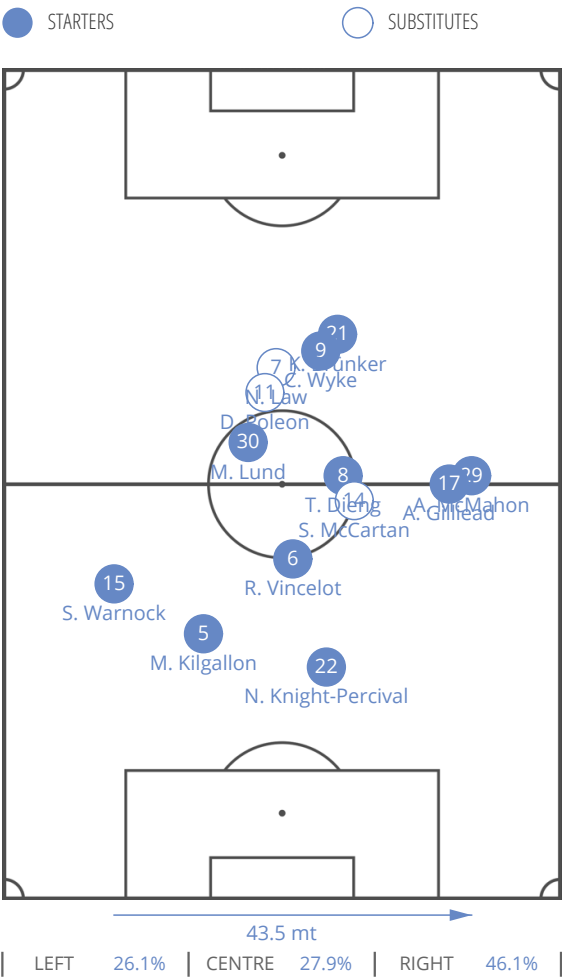 STARTERS SUBSTITUTES
21
9
7 K. Brünker
C. Wyke
11 N. Law
D. Poleon
30
M. Lund
8 17 29
14 T. Dieng A. McMahon
A. Gilliead
S. McCartan
6
15 R. Vincelot
S. Warnock
5
M. Kilgallon
22
N. Knight-Percival
43.5 mt
LEFT 26.1% CENTRE 27.9% RIGHT 46.1%